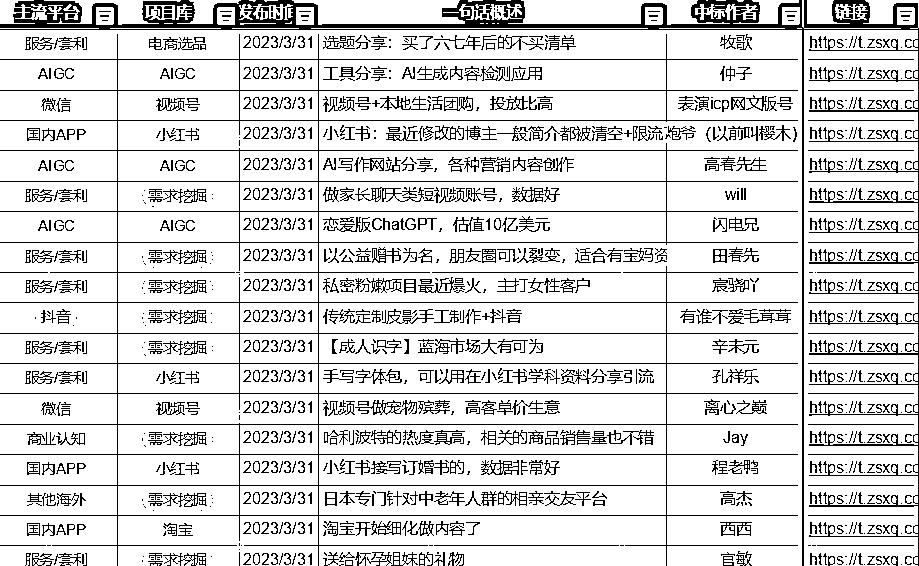 主流平台 项目库 发布时间 一句话概述 中标作者 链接
服务/套利 电商选品 2023/3/31 选题分享：买了六七年后的不买清单 牧歌 https://t.zsxq.co
AIGC AIGC 2023/3/31 工具分享：AI生成内容检测应用 仲子 https://t.zsxq.cc
微信 视频号 2023/3/31 视频号+本地生活团购，投放比高 表演icp网文版号 https://t.zsxq.cc
国内APP 小红书 2023/3/31 小红书：最近修改的博主一般简介都被清空+限流 炮爷（以前叫樱木） https://t.zsxq.cc
AIGC AIGC 2023/3/31 AI写作网站分享，各种营销内容创作 高春先生 https://t.zsxq.cc
服务/套利 需求挖掘 2023/3/31 做家长聊天类短视频账号，数据好 will https://t.zsxq.cc
AIGC AIGC 2023/3/31 恋爱版ChatGPT，估值10亿美元 闪电兄 https://t.zsxq.cc
服务/套利 需求挖掘 2023/3/31 以公益赠书为名，朋友圈可以裂变，适合有宝妈资 田春先 https://t.zsxq.cc
服务/套利 需求挖掘 2023/3/31 私密粉嫩项目最近爆火，主打女性客户 宸骁吖 https://t.zsxq.cc
抖音 需求挖掘 2023/3/31 传统定制皮影手工制作+抖音 有谁不爱毛茸茸 https://t.zsxq.cc
服务/套利 需求挖掘 2023/3/31 【成人识字】蓝海市场大有可为 辛未元 https://t.zsxq.cc
服务/套利 小红书 2023/3/31 手写字体包，可以用在小红书学科资料分享引流 孔祥乐 https://t.zsxq.cc
微信 视频号 2023/3/31 视频号做宠物殡葬，高客单价生意 离心之巅 https://t.zsxq.cc
商业认知 需求挖掘 2023/3/31 哈利波特的热度真高，相关的商品销售量也不错 Jay https://t.zsxq.cc
国内APP 小红书 2023/3/31 小红书接写订婚书的，数据非常好 程老鸭 https://t.zsxq.cc
其他海外 需求挖掘 2023/3/31 日本专门针对中老年人群的相亲交友平台 高杰 https://t.zsxq.cc
国内APP 淘宝 2023/3/31 淘宝开始细化做内容了 西西 https://t.zsxq.cc
服务/套利 需求挖掘 2023/3/31 送给怀孕姐妹的礼物 官敏 https://t.zsxq.cc